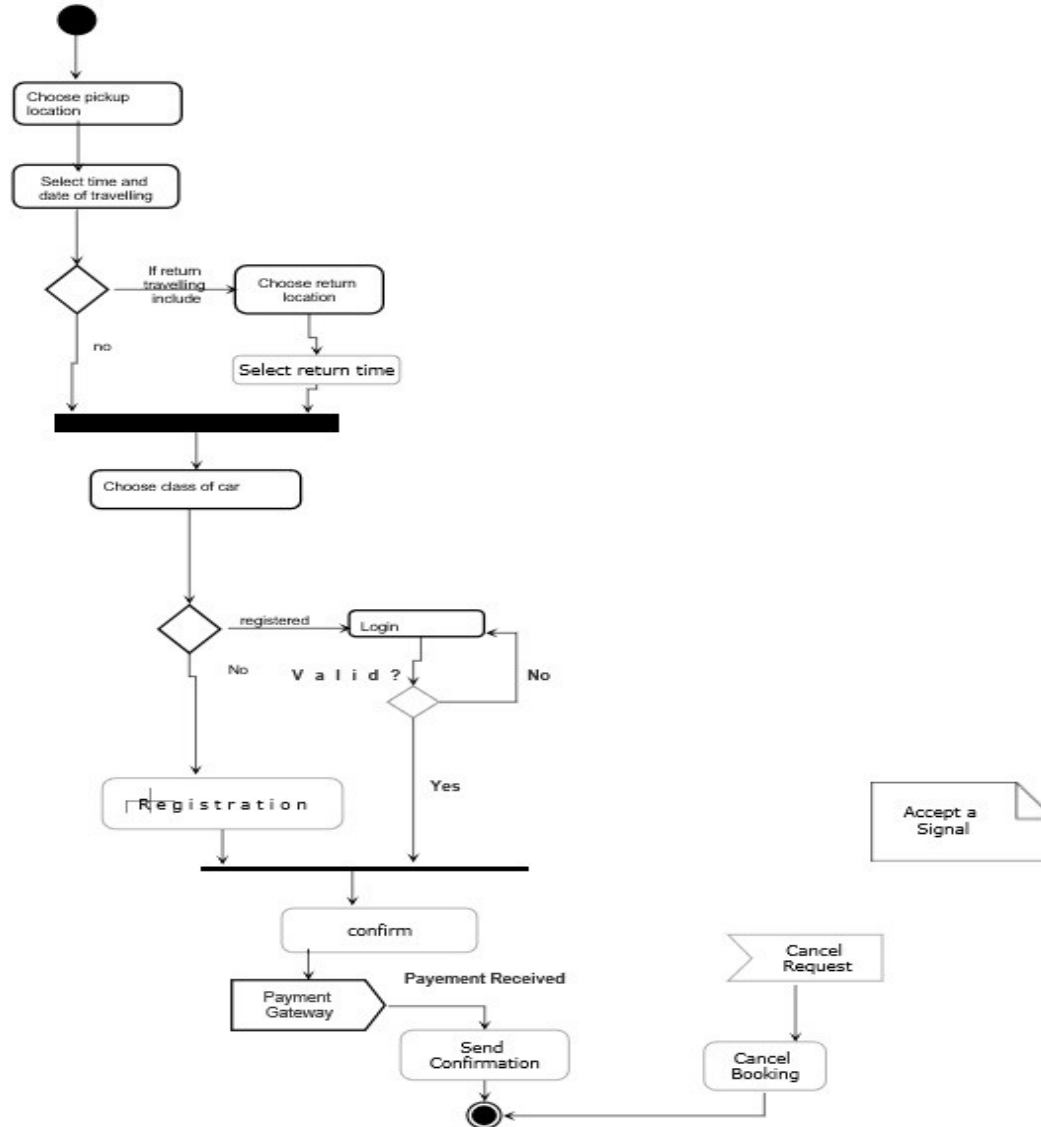 Choose pickup
location
Select time and
date of travelling
If return
travelling
include
Choose return
location
no
Select return time
Choose class of car
registered
Login
No
Valid?
No
Yes
Registration
Accept a
Signal
confirm
Cancel
Request
Payement Received
Payment
Gateway
Send
Confirmation
Cancel
Booking